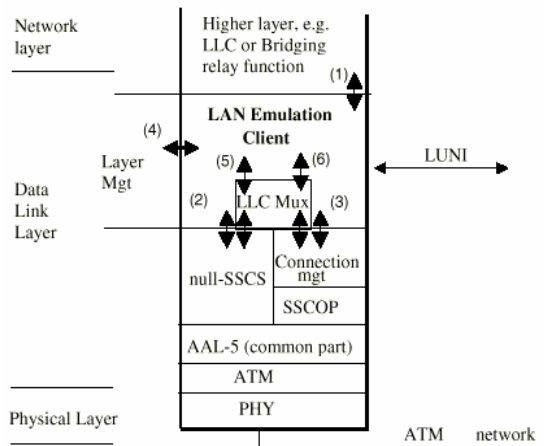 Network
layer
Higher layer, e.g.
LLC or Bridging
relay function
(1)
LAN Emulation
Client
(4)
(5)
(6)
LUNI
Layer
Mgt
Data
Link
Layer
(2)
LLC Mux
(3)
null-SSCS
Connection
mgt
SSCOP
AAL-5 (common part)
ATM
PHY
Physical Layer
ATM network